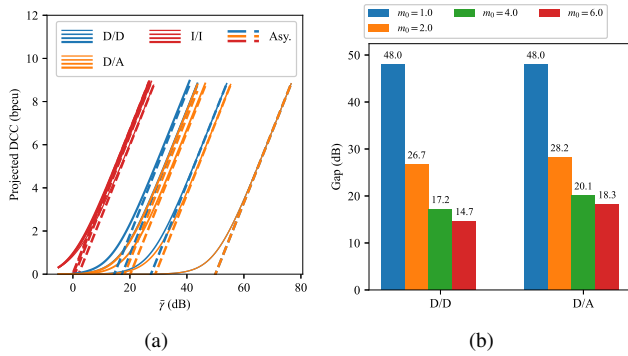 12
10
8
6
4
2
0
Projected DCC (bpcu)
D/D
I/I
Asy.
D/A
0
20
40
60
80
γ̄ (dB)
(a)
m₀ = 1.0
m₀ = 4.0
m₀ = 6.0
m₀ = 2.0
50
40
30
20
10
0
Gap (dB)
48.0
26.7
17.2
14.7
48.0
28.2
20.1
18.3
D/D
D/A
(b)